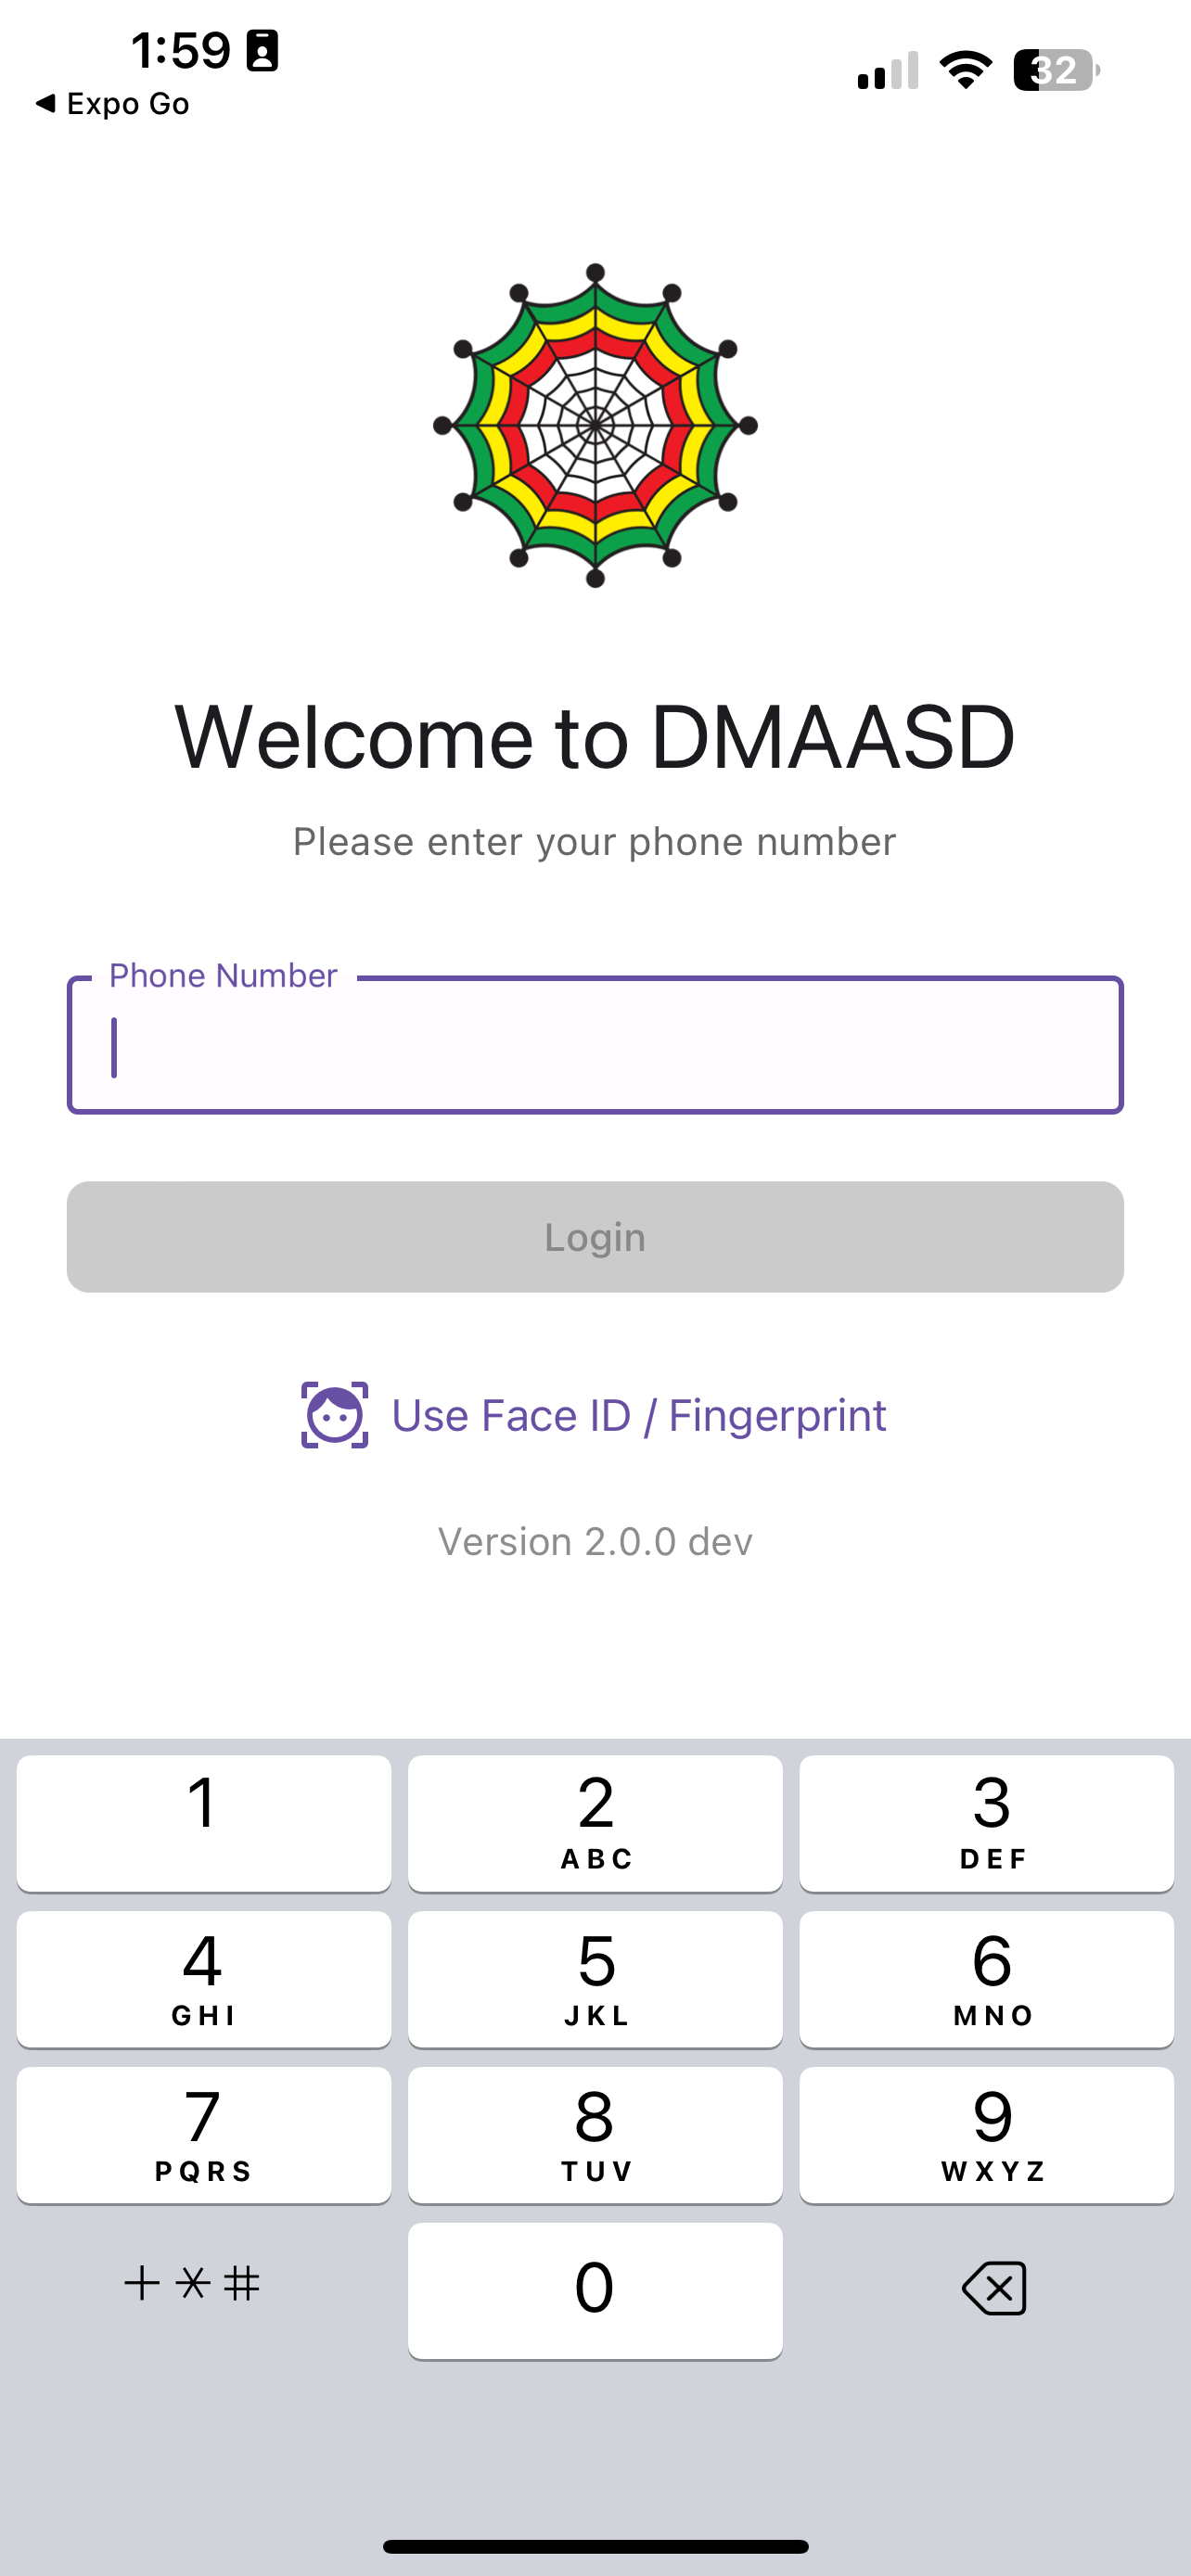 1:59
32
◀ Expo Go
Welcome to DMAASD
Please enter your phone number
Phone Number
Login
Use Face ID / Fingerprint
Version 2.0.0 dev
1 2 3
ABC DEF
4 5 6
GHI JKL MNO
7 8 9
PQRS TUV WXYZ
+*# 0